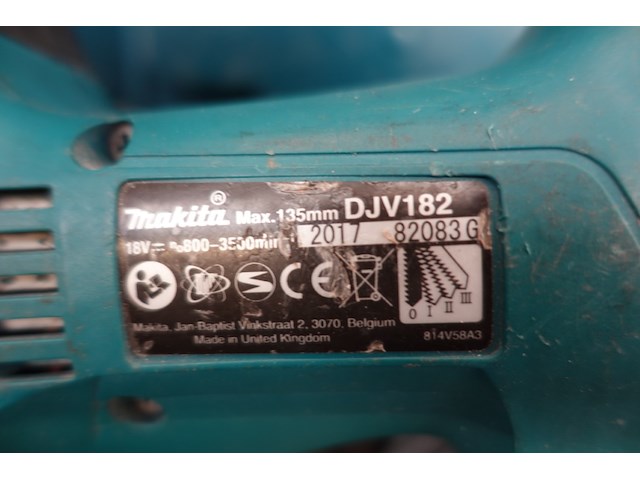 makita® Max.135mm DJV182
18V 800-3500min 2017 82083 G
0 I II III
Makita, Jan-Baptist Vinkstraat 2, 3070, Belgium
Made in United Kingdom 814V58A3